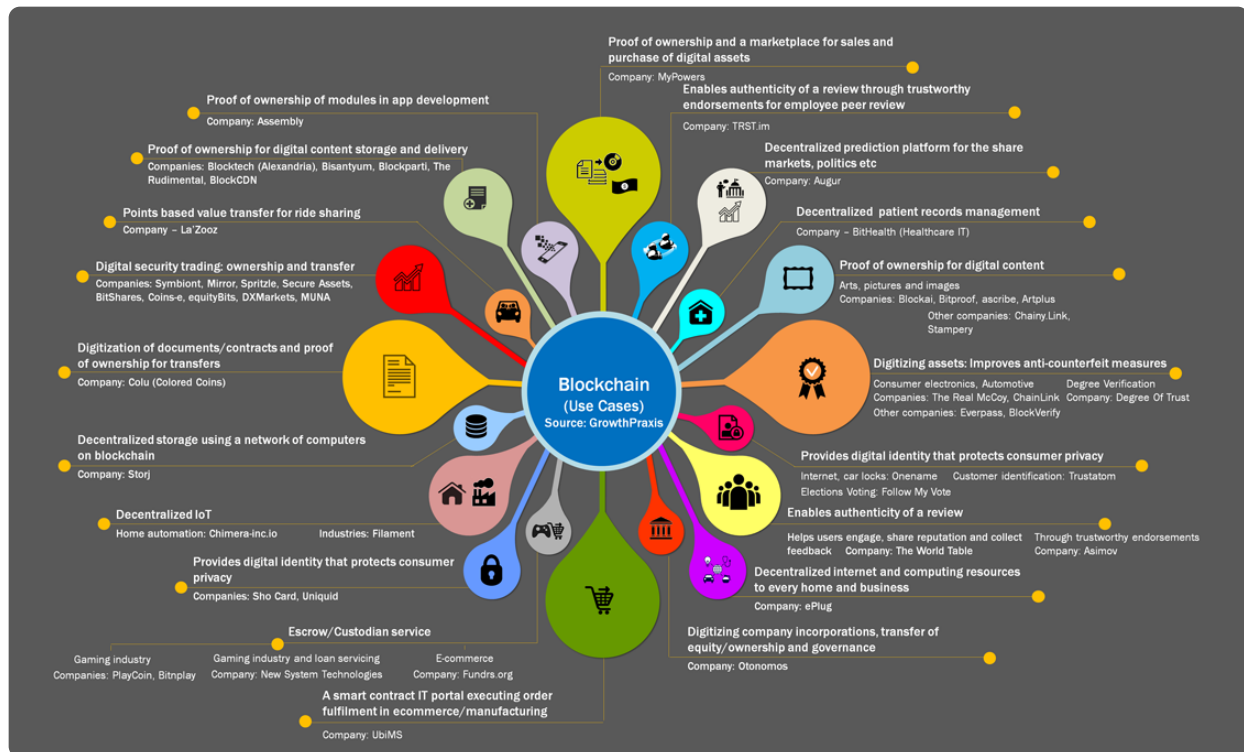 Proof of ownership and a marketplace for sales and
purchase of digital assets
Company: MyPowers
Enables authenticity of a review through trustworthy
endorsements for employee peer review
Company: TRST.im
Decentralized prediction platform for the share
markets, politics etc
Company: Augur
Decentralized patient records management
Company – BitHealth (Healthcare IT)
Proof of ownership for digital content
Arts, pictures and images
Companies: Blockai, Bitproof, ascribe, Artplus
Other companies: Chainy.Link,
Stampery
Digitizing assets: Improves anti-counterfeit measures
Consumer electronics, Automotive
Companies: The Real McCoy, ChainLink
Degree Verification
Company: Degree Of Trust
Other companies: Everpass, BlockVerify
Provides digital identity that protects consumer privacy
Internet, car locks: Onename
Customer identification: Trustatom
Elections Voting: Follow My Vote
Enables authenticity of a review
Helps users engage, share reputation and collect
feedback Company: The World Table
Through trustworthy endorsements
Company: Asimov
Decentralized internet and computing resources
to every home and business
Company: ePlug
Digitizing company incorporations, transfer of
equity/ownership and governance
Company: Otonomos
Proof of ownership of modules in app development
Company: Assembly
Proof of ownership for digital content storage and delivery
Companies: Blocktech (Alexandria), Bisantyum, Blockparti, The
Rudimental, BlockCDN
Points based value transfer for ride sharing
Company – La'Zooz
Digital security trading: ownership and transfer
Companies: Symbiont, Mirror, Spritzle, Secure Assets,
BitShares, Coins-e, equityBits, DXMarkets, MUNA
Digitization of documents/contracts and proof
of ownership for transfers
Company: Colu (Colored Coins)
Decentralized storage using a network of computers
on blockchain
Company: Storj
Decentralized IoT
Home automation: Chimera-inc.io
Industries: Filament
Provides digital identity that protects consumer
privacy
Companies: Sho Card, Uniquid
Escrow/Custodian service
Gaming industry
Companies: PlayCoin, Bitnplay
Gaming industry and loan servicing
Company: New System Technologies
E-commerce
Company: Fundrs.org
A smart contract IT portal executing order
fulfilment in ecommerce/manufacturing
Company: UbiMS
Blockchain
(Use Cases)
Source: GrowthPraxis